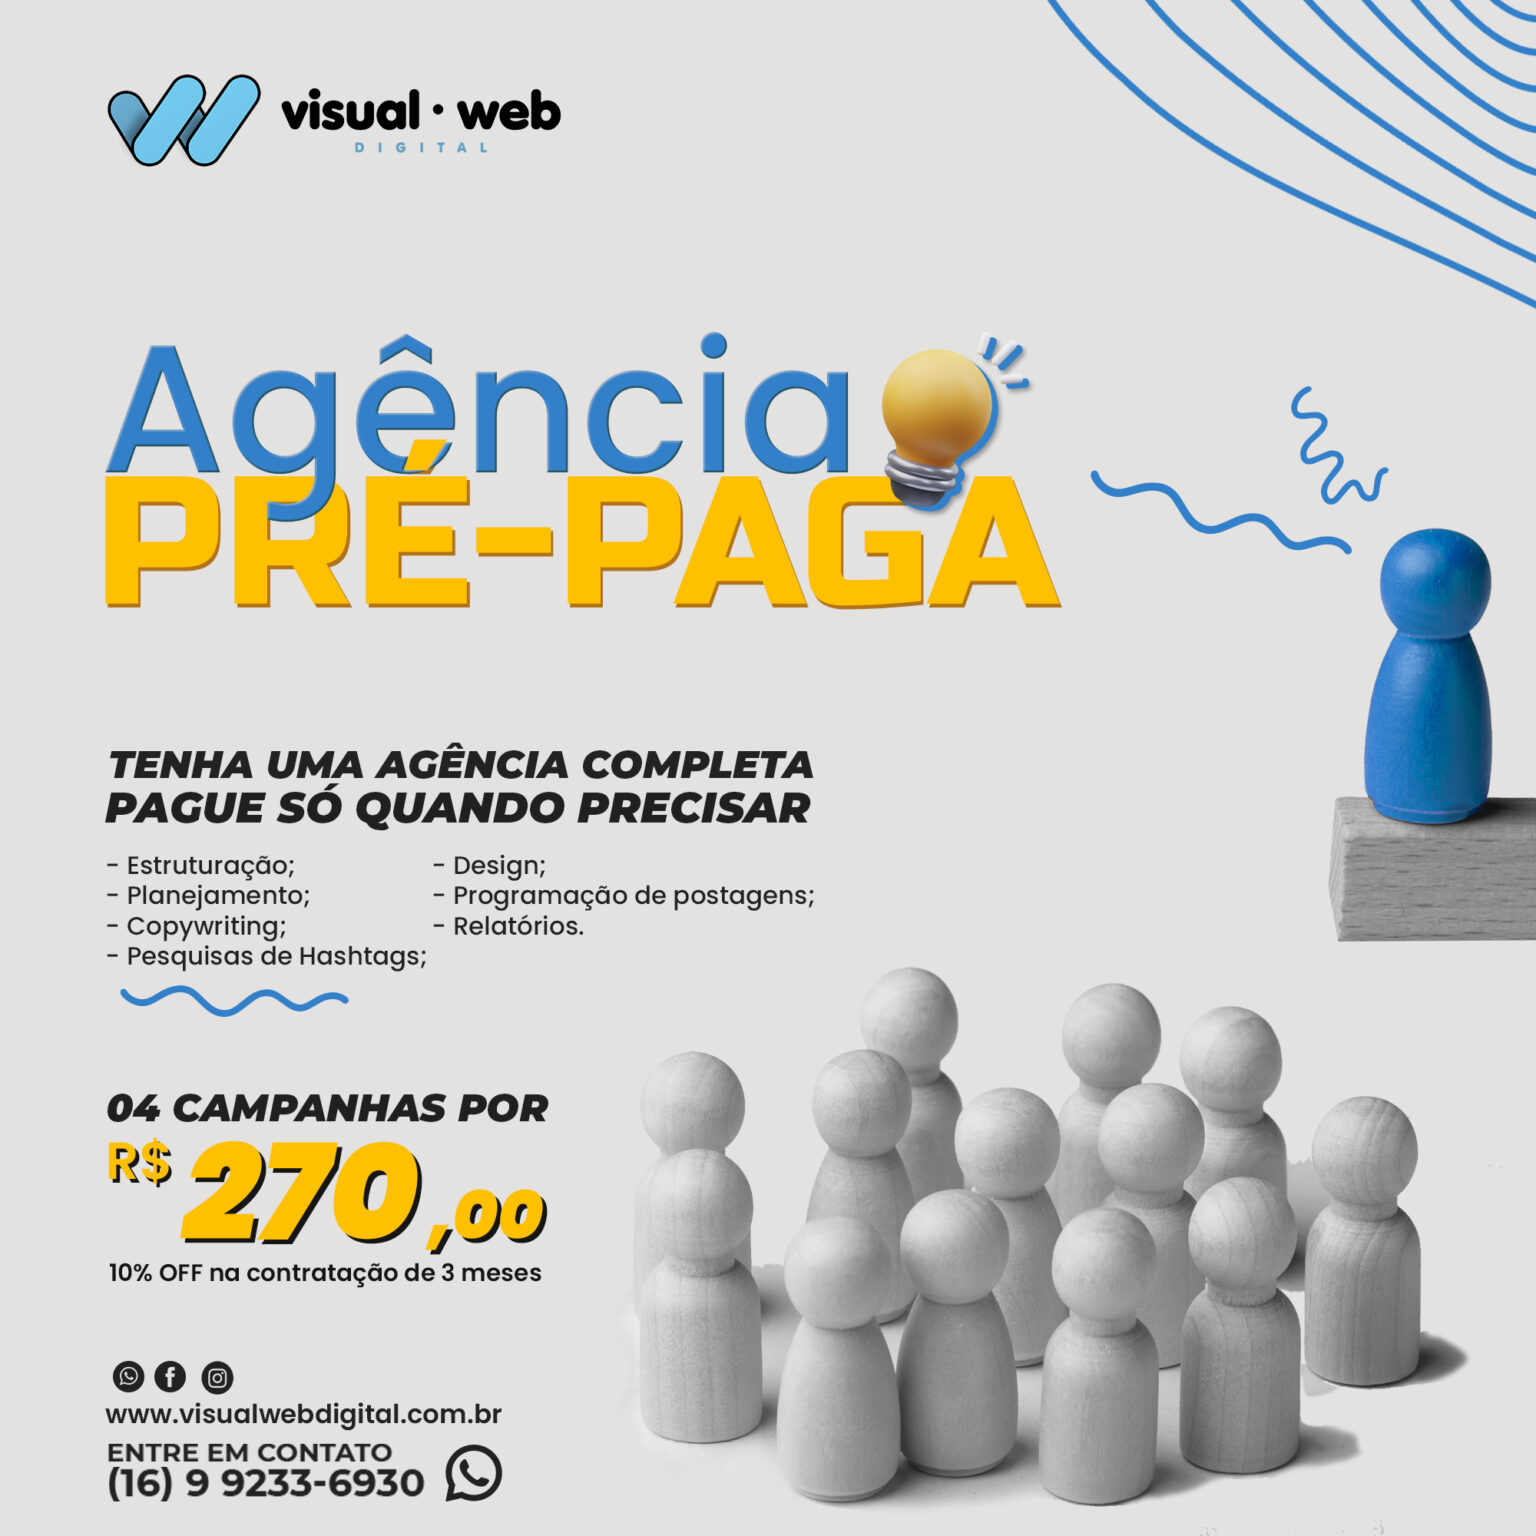 visual · web
DIGITAL
Agência
PRÉ-PAGA
TENHA UMA AGÊNCIA COMPLETA
PAGUE SÓ QUANDO PRECISAR
- Estruturação;
- Planejamento;
- Copywriting;
- Pesquisas de Hashtags;
- Design;
- Programação de postagens;
- Relatórios.
04 CAMPANHAS POR
R$ 270,00
10% OFF na contratação de 3 meses
www.visualwebdigital.com.br
ENTRE EM CONTATO
(16) 9 9233-6930